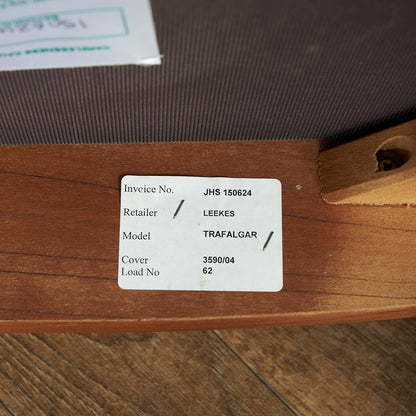 Invoice No. JHS 150624
Retailer / LEEKES
Model TRAFALGAR /
Cover 3590/04
Load No 62